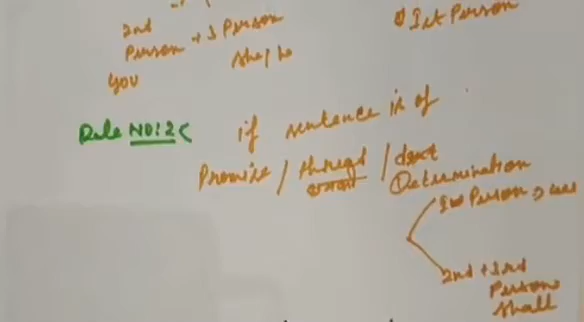 1st Person
2nd
Person + 3 Person
You She/he
Rule NO:2 if sentence is of
Promise / threat /
Determination
1st Person
2nd + 3rd
Person
shall